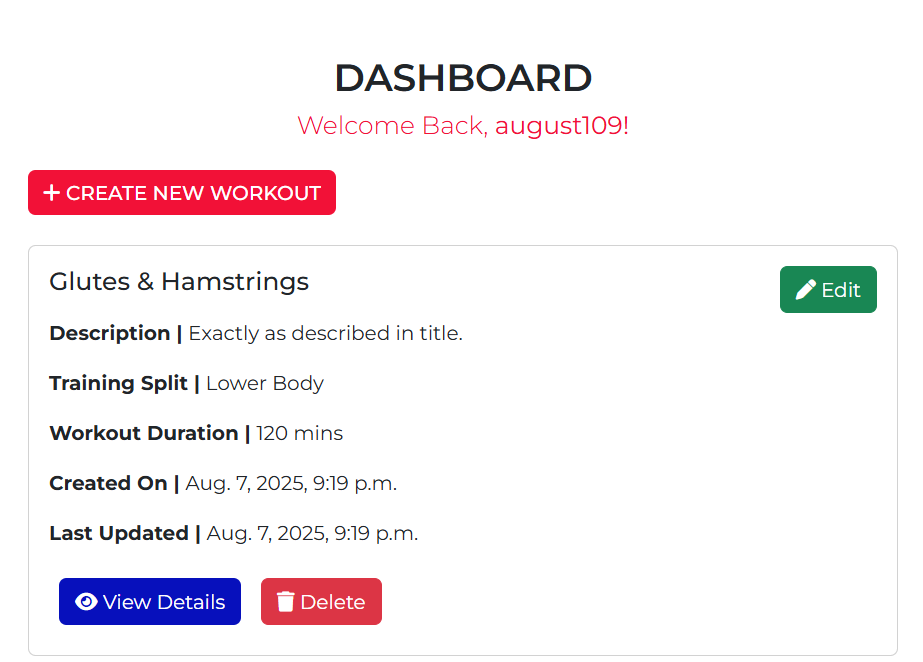 DASHBOARD
Welcome Back, august109!
+ CREATE NEW WORKOUT
Glutes & Hamstrings
Edit
Description | Exactly as described in title.
Training Split | Lower Body
Workout Duration | 120 mins
Created On | Aug. 7, 2025, 9:19 p.m.
Last Updated | Aug. 7, 2025, 9:19 p.m.
View Details
Delete